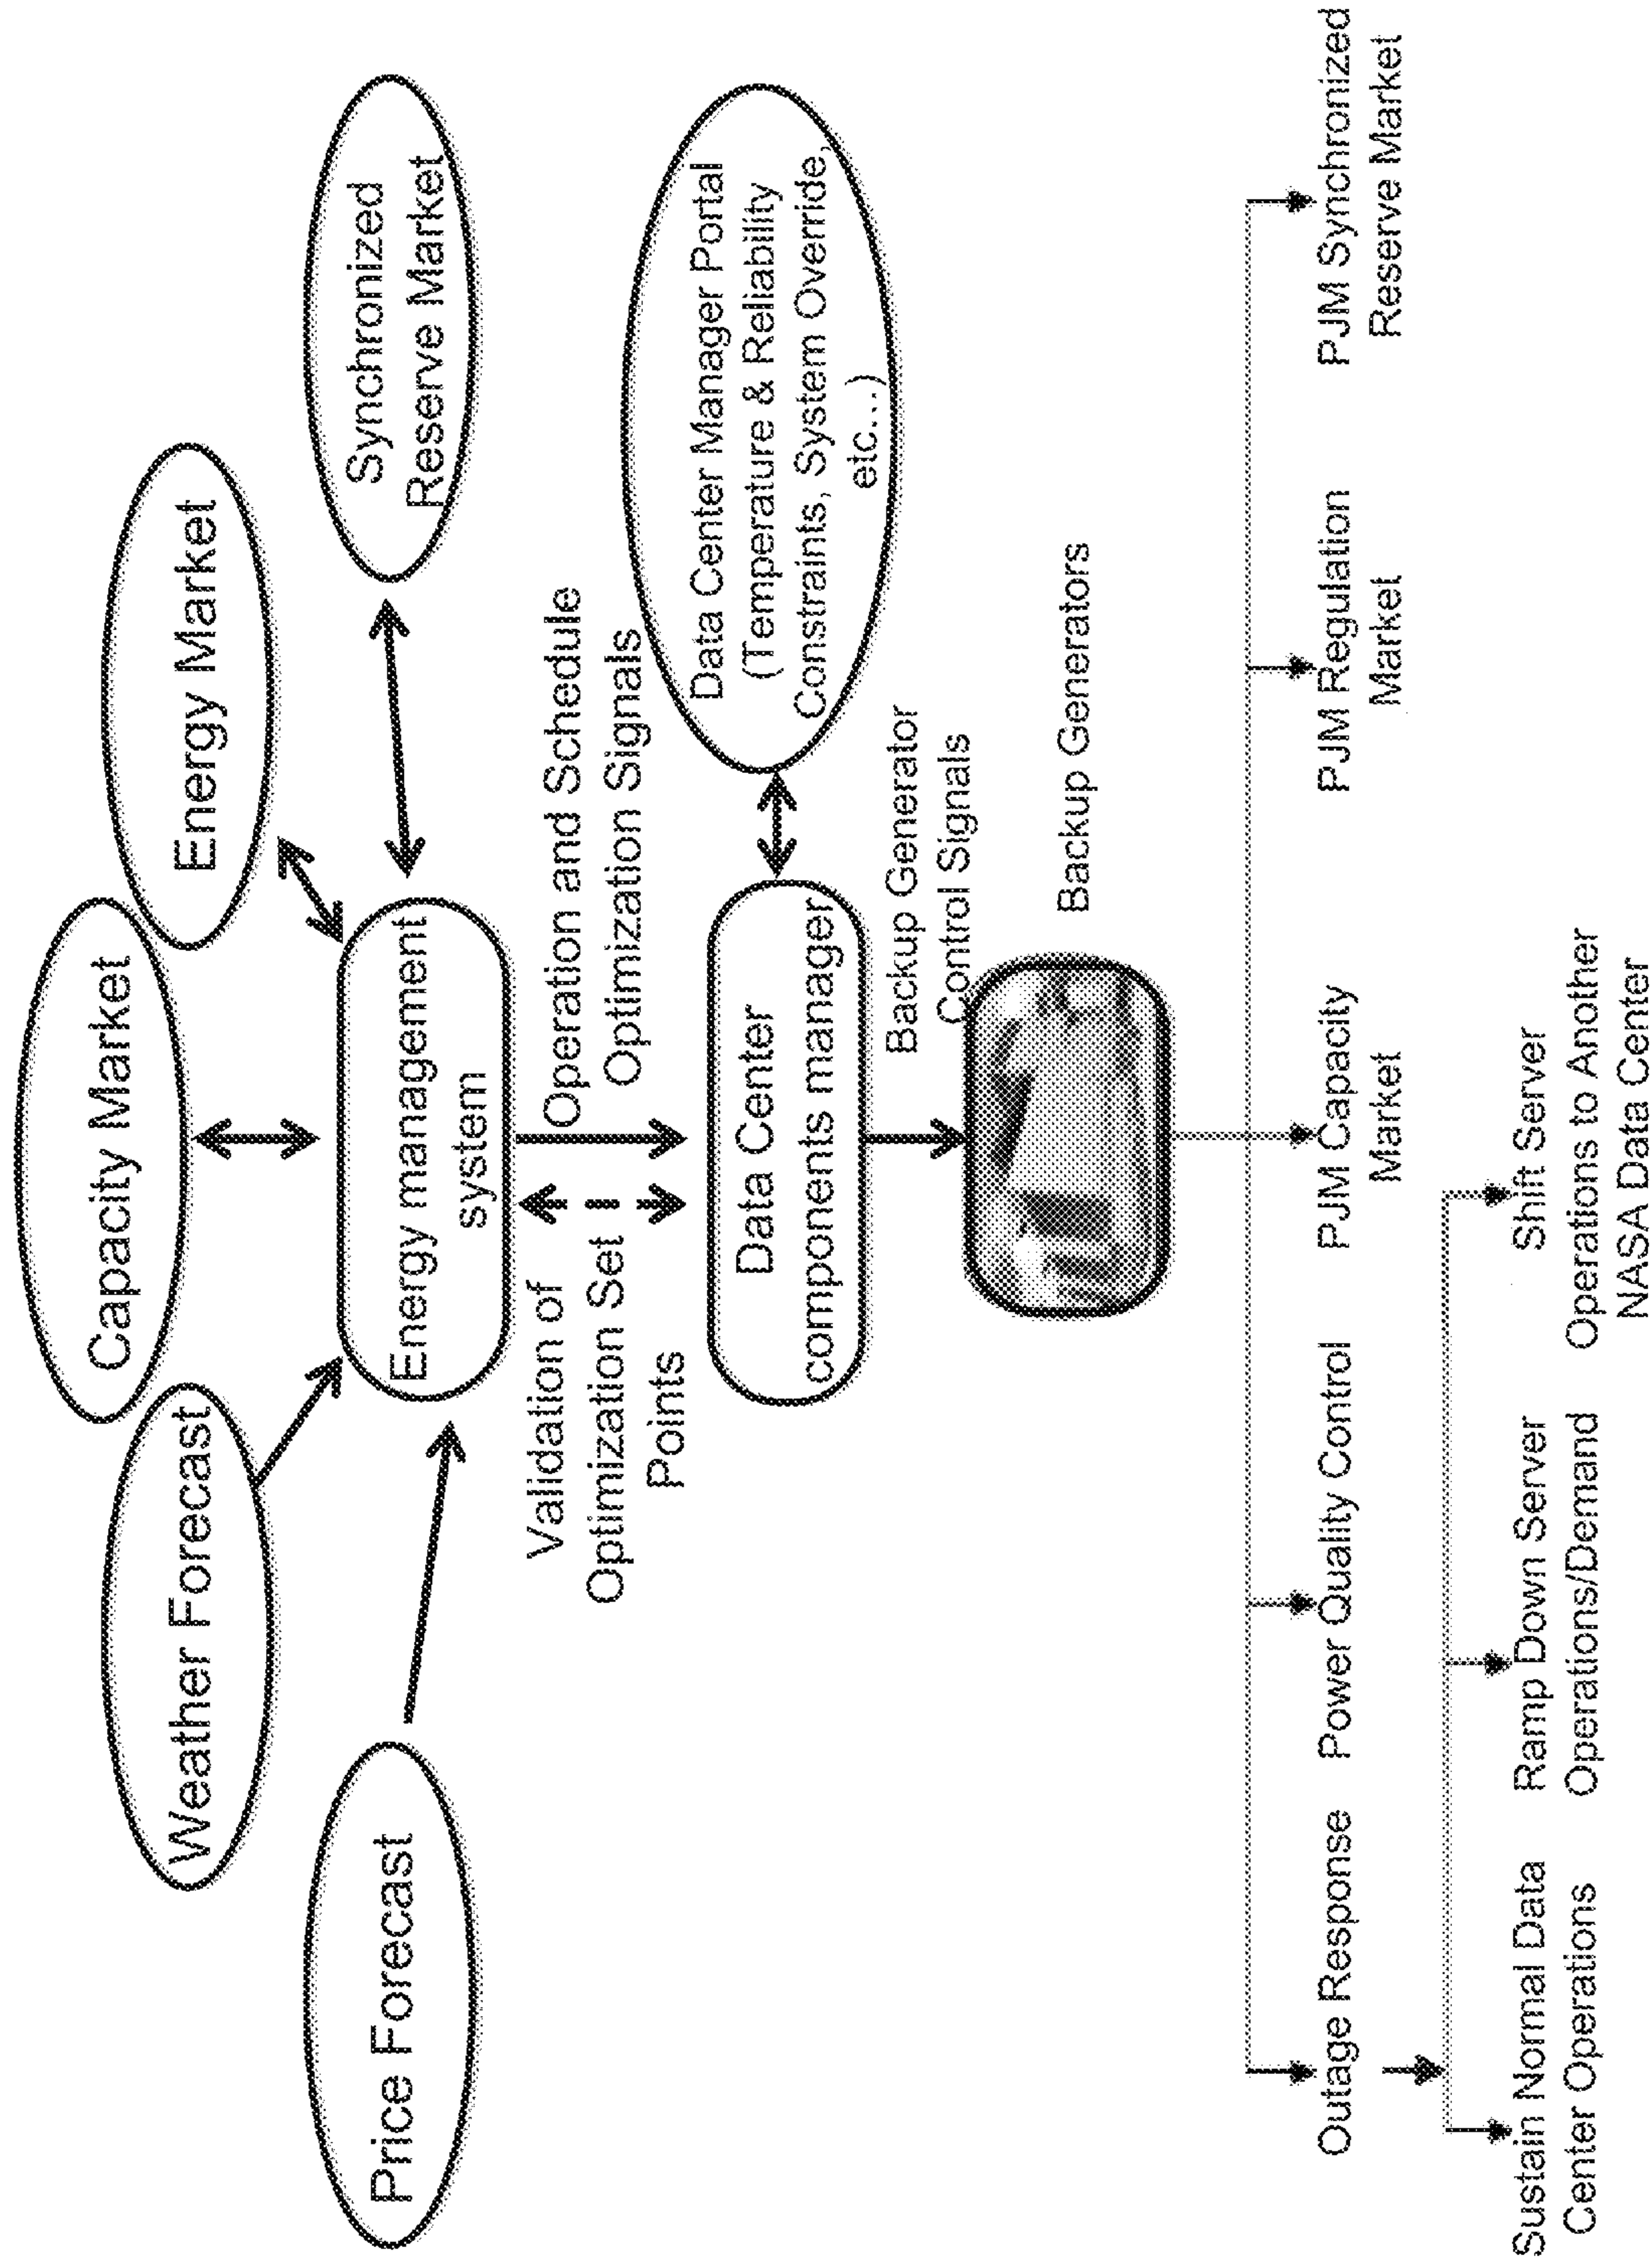 Capacity Market
Weather Forecast
Energy Market
Price Forecast
Energy management
system
Synchronized
Reserve Market
Validation of
Optimization Set
Points
Operation and Schedule
Optimization Signals
Data Center
components manager
Data Center Manager Portal
(Temperature & Reliability
Constraints, System Override,
etc...)
Backup Generator
Control Signals
Backup Generators
Outage Response
Power Quality Control
PJM Capacity
Market
PJM Regulation
Market
PJM Synchronized
Reserve Market
Sustain Normal Data
Center Operations
Ramp Down Server
Operations/Demand
Shift Server
Operations to Another
NASA Data Center